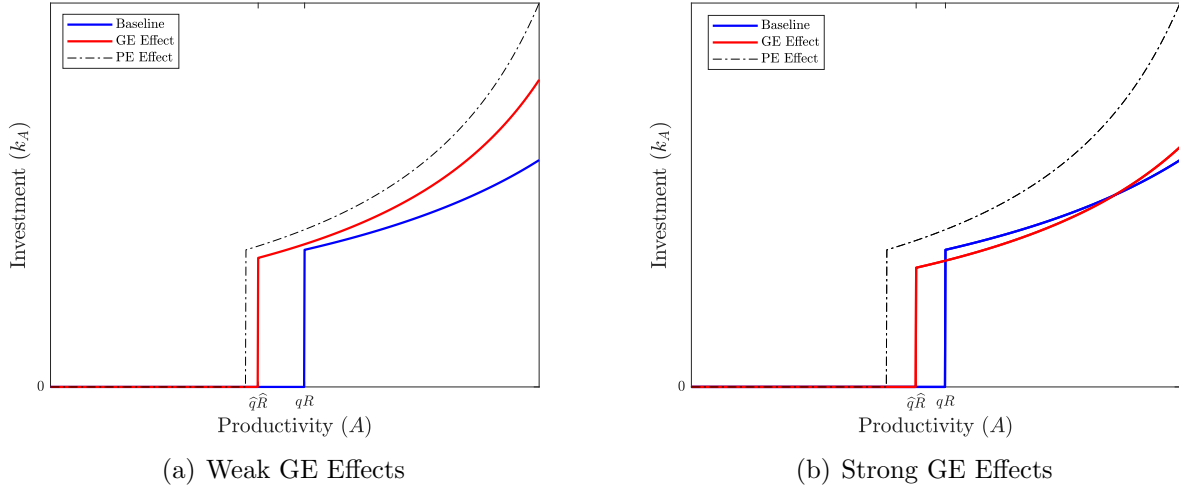 Baseline
GE Effect
PE Effect
Investment (k_A)
0
q̂R̂
qR
Productivity (A)
(a) Weak GE Effects
Baseline
GE Effect
PE Effect
Investment (k_A)
0
q̂R̂
qR
Productivity (A)
(b) Strong GE Effects